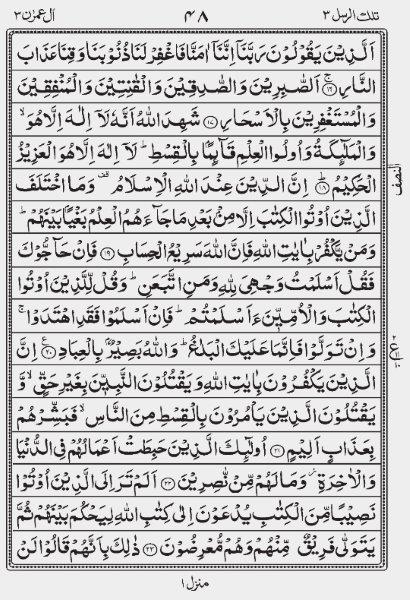 تلك الرسل ٣ ٤٨ اٰل عمرٰن ٣
اَلَّذِيْنَ يَقُوْلُوْنَ رَبَّنَآ اِنَّنَآ اٰمَنَّا فَاغْفِرْ لَنَا ذُنُوْبَنَا وَقِنَا عَذَابَ
النَّارِ ۚ ﴿١٦﴾ اَلصّٰبِرِيْنَ وَالصّٰدِقِيْنَ وَالْقٰنِتِيْنَ وَالْمُنْفِقِيْنَ
وَالْمُسْتَغْفِرِيْنَ بِالْاَسْحَارِ ﴿١٧﴾ شَهِدَ اللّٰهُ اَنَّهٗ لَآ اِلٰهَ اِلَّا هُوَ ۙ
وَالْمَلٰٓئِكَةُ وَاُولُوا الْعِلْمِ قَآئِمًا بِالْقِسْطِ ؕ لَآ اِلٰهَ اِلَّا هُوَ الْعَزِيْزُ
الْحَكِيْمُ ؕ ﴿١٨﴾ اِنَّ الدِّيْنَ عِنْدَ اللّٰهِ الْاِسْلَامُ ۟ وَمَا اخْتَلَفَ
النصف
الَّذِيْنَ اُوْتُوا الْكِتٰبَ اِلَّا مِنْۢ بَعْدِ مَا جَآءَهُمُ الْعِلْمُ بَغْيًۢا بَيْنَهُمْ ؕ
وَمَنْ يَّكْفُرْ بِاٰيٰتِ اللّٰهِ فَاِنَّ اللّٰهَ سَرِيْعُ الْحِسَابِ ﴿١٩﴾ فَاِنْ حَآجُّوْكَ
فَقُلْ اَسْلَمْتُ وَجْهِيَ لِلّٰهِ وَمَنِ اتَّبَعَنِ ؕ وَقُلْ لِّلَّذِيْنَ اُوْتُوا
الْكِتٰبَ وَالْاُمِّيّٖنَ ءَاَسْلَمْتُمْ ؕ فَاِنْ اَسْلَمُوْا فَقَدِ اهْتَدَوْا ۚ
وَاِنْ تَوَلَّوْا فَاِنَّمَا عَلَيْكَ الْبَلٰغُ ؕ وَاللّٰهُ بَصِيْرٌۢ بِالْعِبَادِ ﴿٢٠﴾ اِنَّ
الَّذِيْنَ يَكْفُرُوْنَ بِاٰيٰتِ اللّٰهِ وَيَقْتُلُوْنَ النَّبِيّٖنَ بِغَيْرِ حَقٍّ ۙ وَّ
يَقْتُلُوْنَ الَّذِيْنَ يَاْمُرُوْنَ بِالْقِسْطِ مِنَ النَّاسِ ۙ فَبَشِّرْهُمْ
بِعَذَابٍ اَلِيْمٍ ﴿٢١﴾ اُولٰٓئِكَ الَّذِيْنَ حَبِطَتْ اَعْمَالُهُمْ فِي الدُّنْيَا
وَالْاٰخِرَةِ ۫ وَمَا لَهُمْ مِّنْ نّٰصِرِيْنَ ﴿٢٢﴾ اَلَمْ تَرَ اِلَى الَّذِيْنَ اُوْتُوْا
نَصِيْبًا مِّنَ الْكِتٰبِ يُدْعَوْنَ اِلٰى كِتٰبِ اللّٰهِ لِيَحْكُمَ بَيْنَهُمْ ثُمَّ
يَتَوَلّٰى فَرِيْقٌ مِّنْهُمْ وَهُمْ مُّعْرِضُوْنَ ﴿٢٣﴾ ذٰلِكَ بِاَنَّهُمْ قَالُوْا لَنْ
منزل ١